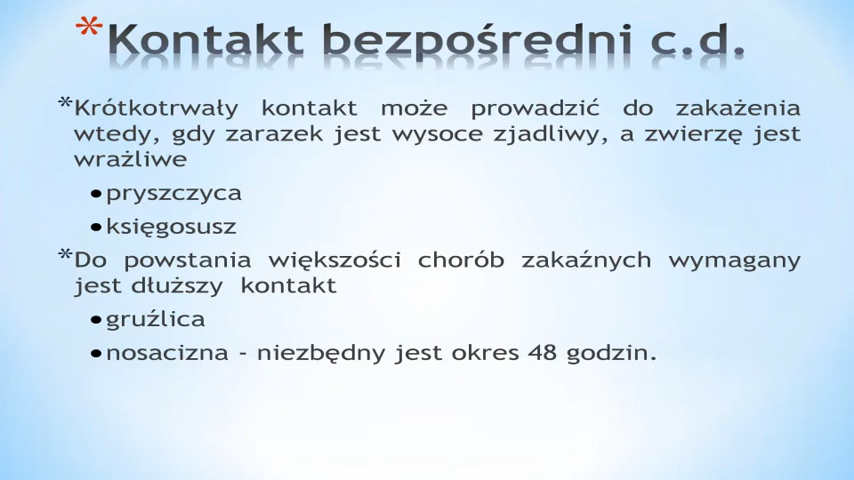 *Kontakt bezpośredni c.d.
*Krótkotrwały kontakt może prowadzić do zakażenia
wtedy, gdy zarazek jest wysoce zjadliwy, a zwierzę jest
wrażliwe
•pryszczyca
•księgosusz
*Do powstania większości chorób zakaźnych wymagany
jest dłuższy kontakt
•gruźlica
•nosacizna - niezbędny jest okres 48 godzin.